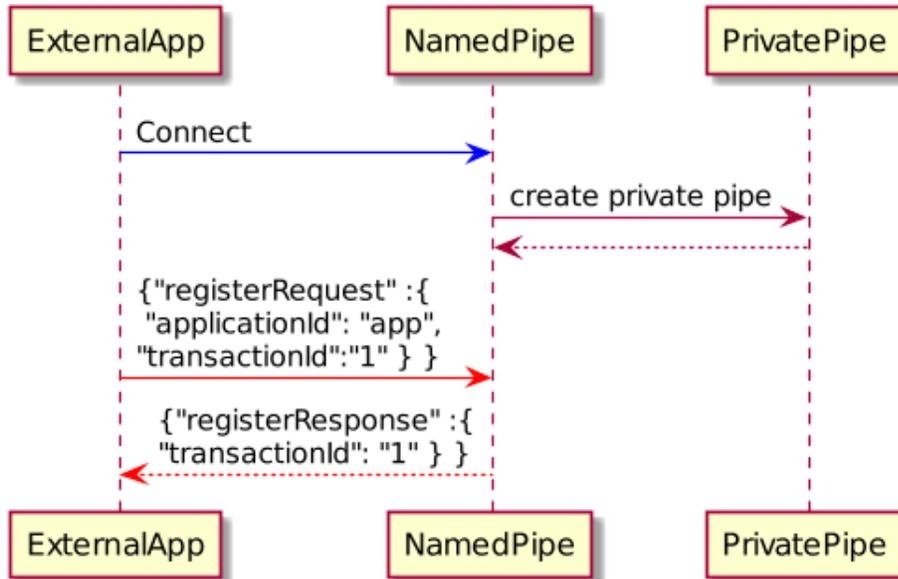 ExternalApp NamedPipe PrivatePipe
Connect
create private pipe
{"registerRequest" :{
"applicationId": "app",
"transactionId":"1" } }
{"registerResponse" :{
"transactionId": "1" } }
ExternalApp NamedPipe PrivatePipe